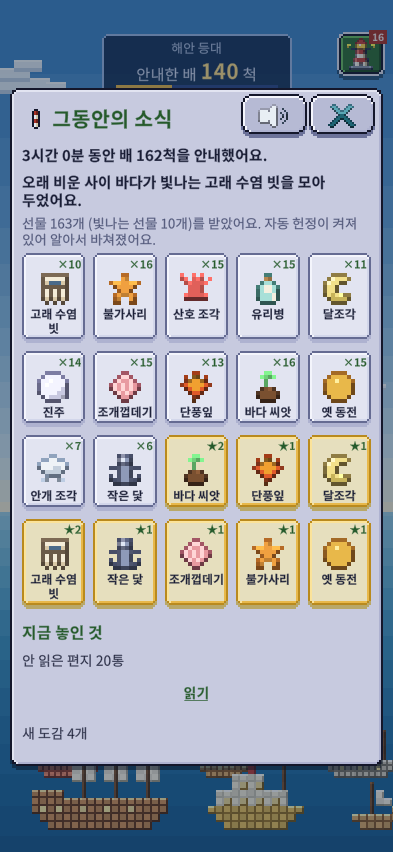 해안 등대
안내한 배 140 척
16
그동안의 소식
3시간 0분 동안 배 162척을 안내했어요.
오래 비운 사이 바다가 빛나는 고래 수염 빗을 모아
두었어요.
선물 163개 (빛나는 선물 10개)를 받았어요. 자동 헌정이 켜져
있어 알아서 바쳐졌어요.
×10
고래 수염
빗
×16
불가사리
×15
산호 조각
×15
유리병
×11
달조각
×14
진주
×15
조개껍데기
×13
단풍잎
×16
바다 씨앗
×15
옛 동전
×7
안개 조각
×6
작은 닻
★2
바다 씨앗
★1
단풍잎
★1
달조각
★2
고래 수염
빗
★1
작은 닻
★1
조개껍데기
★1
불가사리
★1
옛 동전
지금 놓인 것
안 읽은 편지 20통
읽기
새 도감 4개